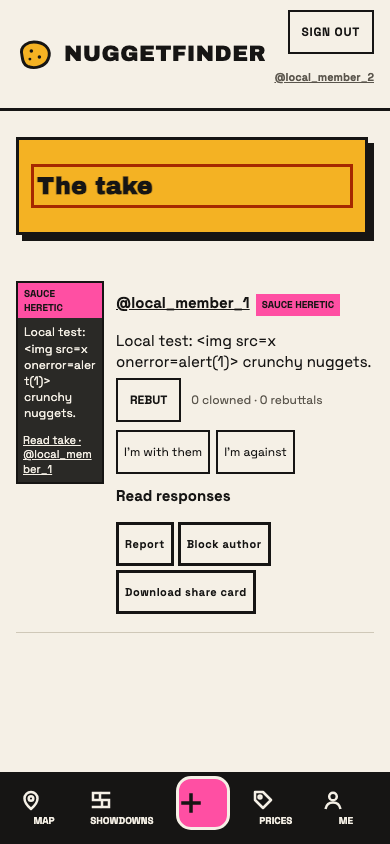 SIGN OUT
NUGGETFINDER
@local_member_2
The take
SAUCE
HERETIC
Local test:
<img src=x
onerror=aler
t(1)>
crunchy
nuggets.
Read take ·
@local_mem
ber_1
@local_member_1 SAUCE HERETIC
Local test: <img src=x
onerror=alert(1)> crunchy nuggets.
REBUT 0 clowned · 0 rebuttals
I'm with them I'm against
Read responses
Report Block author
Download share card
MAP SHOWDOWNS + PRICES ME